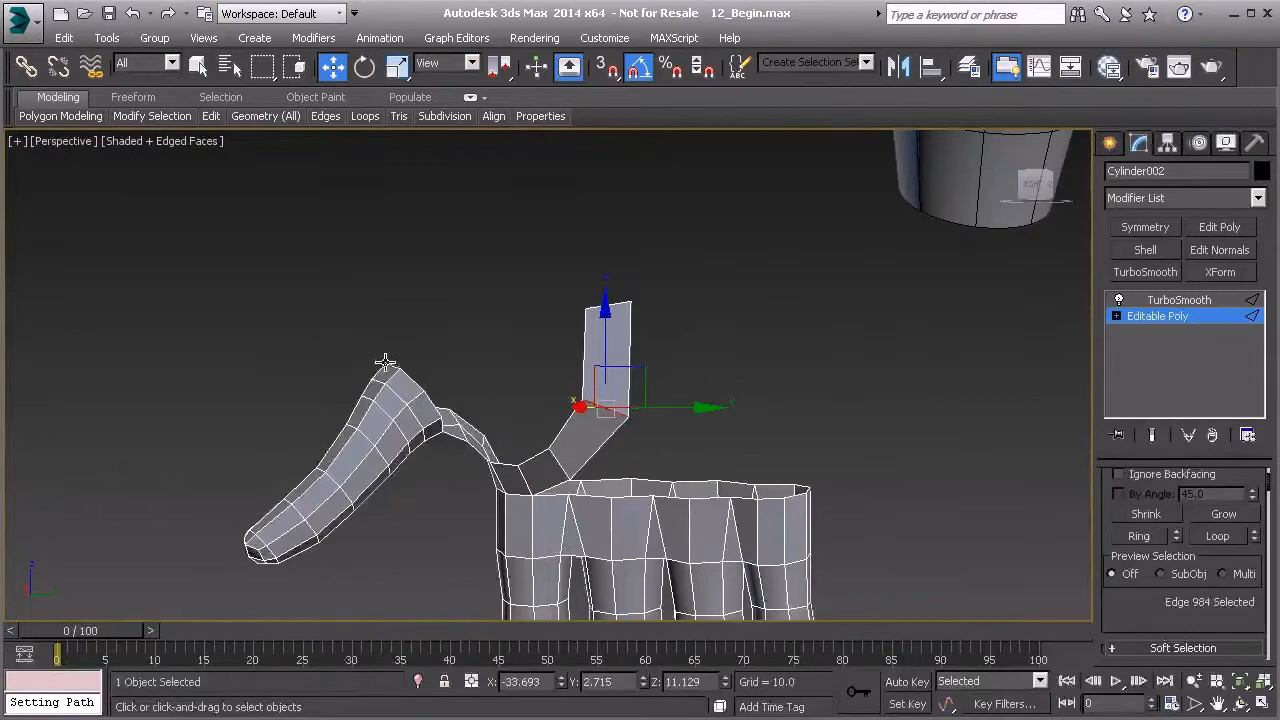 Autodesk 3ds Max 2014 x64 - Not for Resale 12_Begin.max
Workspace: Default
Type a keyword or phrase
File Edit Tools Group Views Create Modifiers Animation Graph Editors Rendering Customize MAXScript Help
All
View
3
Create Selection Se
Modeling Freeform Selection Object Paint Populate
Polygon Modeling Modify Selection Edit Geometry (All) Edges Loops Tris Subdivision Align Properties
[+] [Perspective] [Shaded + Edged Faces]
Cylinder002
RIGHT
Modifier List
Symmetry Edit Poly
Shell Edit Normals
TurboSmooth XForm
TurboSmooth
Editable Poly
z
x
Ignore Backfacing
By Angle: 45.0
Shrink Grow
Ring Loop
Preview Selection
Off SubObj Multi
Edge 984 Selected
Soft Selection
z
0 / 100
0 5 10 15 20 25 30 35 40 45 50 55 60 65 70 75 80 85 90 95 100
1 Object Selected X: -33.693 Y: 2.715 Z: 11.129 Grid = 10.0 Auto Key Selected
Setting Path Click or click-and-drag to select objects Add Time Tag Set Key Key Filters... 0